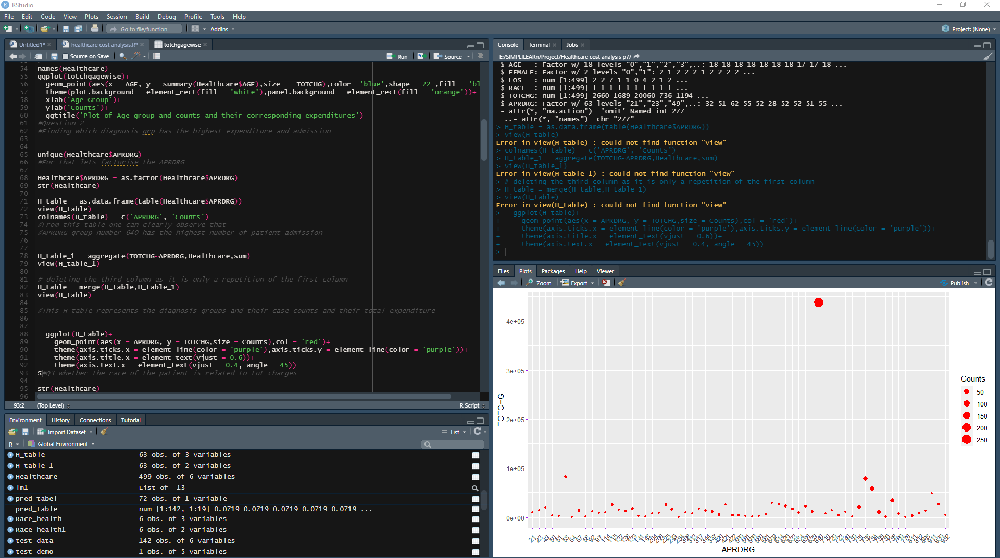 RStudio
File Edit Code View Plots Session Build Debug Profile Tools Help
Go to file/function Addins Project: (None)
Untitled1* healthcare cost analysis.R* totchgagewise
Source on Save Run Source
54 names(Healthcare)
55 ggplot(totchgagewise)+
56 geom_point(aes(x = AGE, y = summary(Healthcare$AGE),size = TOTCHG),color ='blue',shape = 22 ,fill = 'bl
57 theme(plot.background = element_rect(fill = 'white'),panel.background = element_rect(fill = 'orange'))+
58 xlab('Age Group')+
59 ylab('Counts')+
60 ggtitle('Plot of Age group and counts and their corresponding expenditures')
61 #Question 2
62 #Finding which diagnosis grp has the highest expenditure and admission
63
64
65 unique(Healthcare$APRDRG)
66 #For that lets factorise the APRDRG
67
68 Healthcare$APRDRG = as.factor(Healthcare$APRDRG)
69 str(Healthcare)
70
71 H_table = as.data.frame(table(Healthcare$APRDRG))
72 view(H_table)
73 colnames(H_table) = c('APRDRG', 'Counts')
74 #From this table one can clearly observe that
75 #APRDRG group number 640 has the highest number of patient admission
76
77
78 H_table_1 = aggregate(TOTCHG~APRDRG,Healthcare,sum)
79 view(H_table_1)
80
81 # deleting the third column as it is only a repetition of the first column
82 H_table = merge(H_table,H_table_1)
83 view(H_table)
84
85 #This H_table represents the diagnosis groups and their case counts and their total expenditure
86
87
88 ggplot(H_table)+
89 geom_point(aes(x = APRDRG, y = TOTCHG,size = Counts),col = 'red')+
90 theme(axis.ticks.x = element_line(color = 'purple'),axis.ticks.y = element_line(color = 'purple'))+
91 theme(axis.title.x = element_text(vjust = 0.6))+
92 theme(axis.text.x = element_text(vjust = 0.4, angle = 45))
93 s#Q3 whether the race of the patient is related to tot charges
94
95 str(Healthcare)
96
93:2 (Top Level) R Script
Environment History Connections Tutorial
Import Dataset List
R Global Environment
H_table 63 obs. of 3 variables
H_table_1 63 obs. of 2 variables
Healthcare 499 obs. of 6 variables
lm1 List of 13
pred_tabel 72 obs. of 1 variable
pred_table num [1:142, 1:19] 0.0719 0.0719 0.0719 0.0719 0.0719 ...
Race_health 6 obs. of 3 variables
Race_health1 6 obs. of 2 variables
test_data 142 obs. of 6 variables
test_demo 1 obs. of 5 variables
Console Terminal Jobs
E:/SIMPLILEARn/Project/Healthcare cost analysis p7/
$ AGE : Factor w/ 18 levels "0","1","2","3",..: 18 18 18 18 18 18 18 17 17 18 ...
$ FEMALE: Factor w/ 2 levels "0","1": 2 1 2 2 2 1 2 2 2 2 ...
$ LOS : num [1:499] 2 2 7 1 1 0 4 2 1 2 ...
$ RACE : num [1:499] 1 1 1 1 1 1 1 1 1 1 ...
$ TOTCHG: num [1:499] 2660 1689 20060 736 1194 ...
$ APRDRG: Factor w/ 63 levels "21","23","49",..: 32 51 62 55 52 28 52 52 51 55 ...
- attr(*, "na.action")= 'omit' Named int 277
..- attr(*, "names")= chr "277"
> H_table = as.data.frame(table(Healthcare$APRDRG))
> view(H_table)
Error in view(H_table) : could not find function "view"
> colnames(H_table) = c('APRDRG', 'Counts')
> H_table_1 = aggregate(TOTCHG~APRDRG,Healthcare,sum)
> view(H_table_1)
Error in view(H_table_1) : could not find function "view"
> # deleting the third column as it is only a repetition of the first column
> H_table = merge(H_table,H_table_1)
> view(H_table)
Error in view(H_table) : could not find function "view"
> ggplot(H_table)+
+ geom_point(aes(x = APRDRG, y = TOTCHG,size = Counts),col = 'red')+
+ theme(axis.ticks.x = element_line(color = 'purple'),axis.ticks.y = element_line(color = 'purple'))+
+ theme(axis.title.x = element_text(vjust = 0.6))+
+ theme(axis.text.x = element_text(vjust = 0.4, angle = 45))
>
Files Plots Packages Help Viewer
Zoom Export Publish
4e+05
3e+05
2e+05
1e+05
0e+00
TOTCHG
21 23 49 50 51 53 54 57 58 92 97 114 115 137 138 139 141 143 204 206 225 249 254 308 313 317 344 347 420 421 422
APRDRG
Counts
50
100
150
200
250